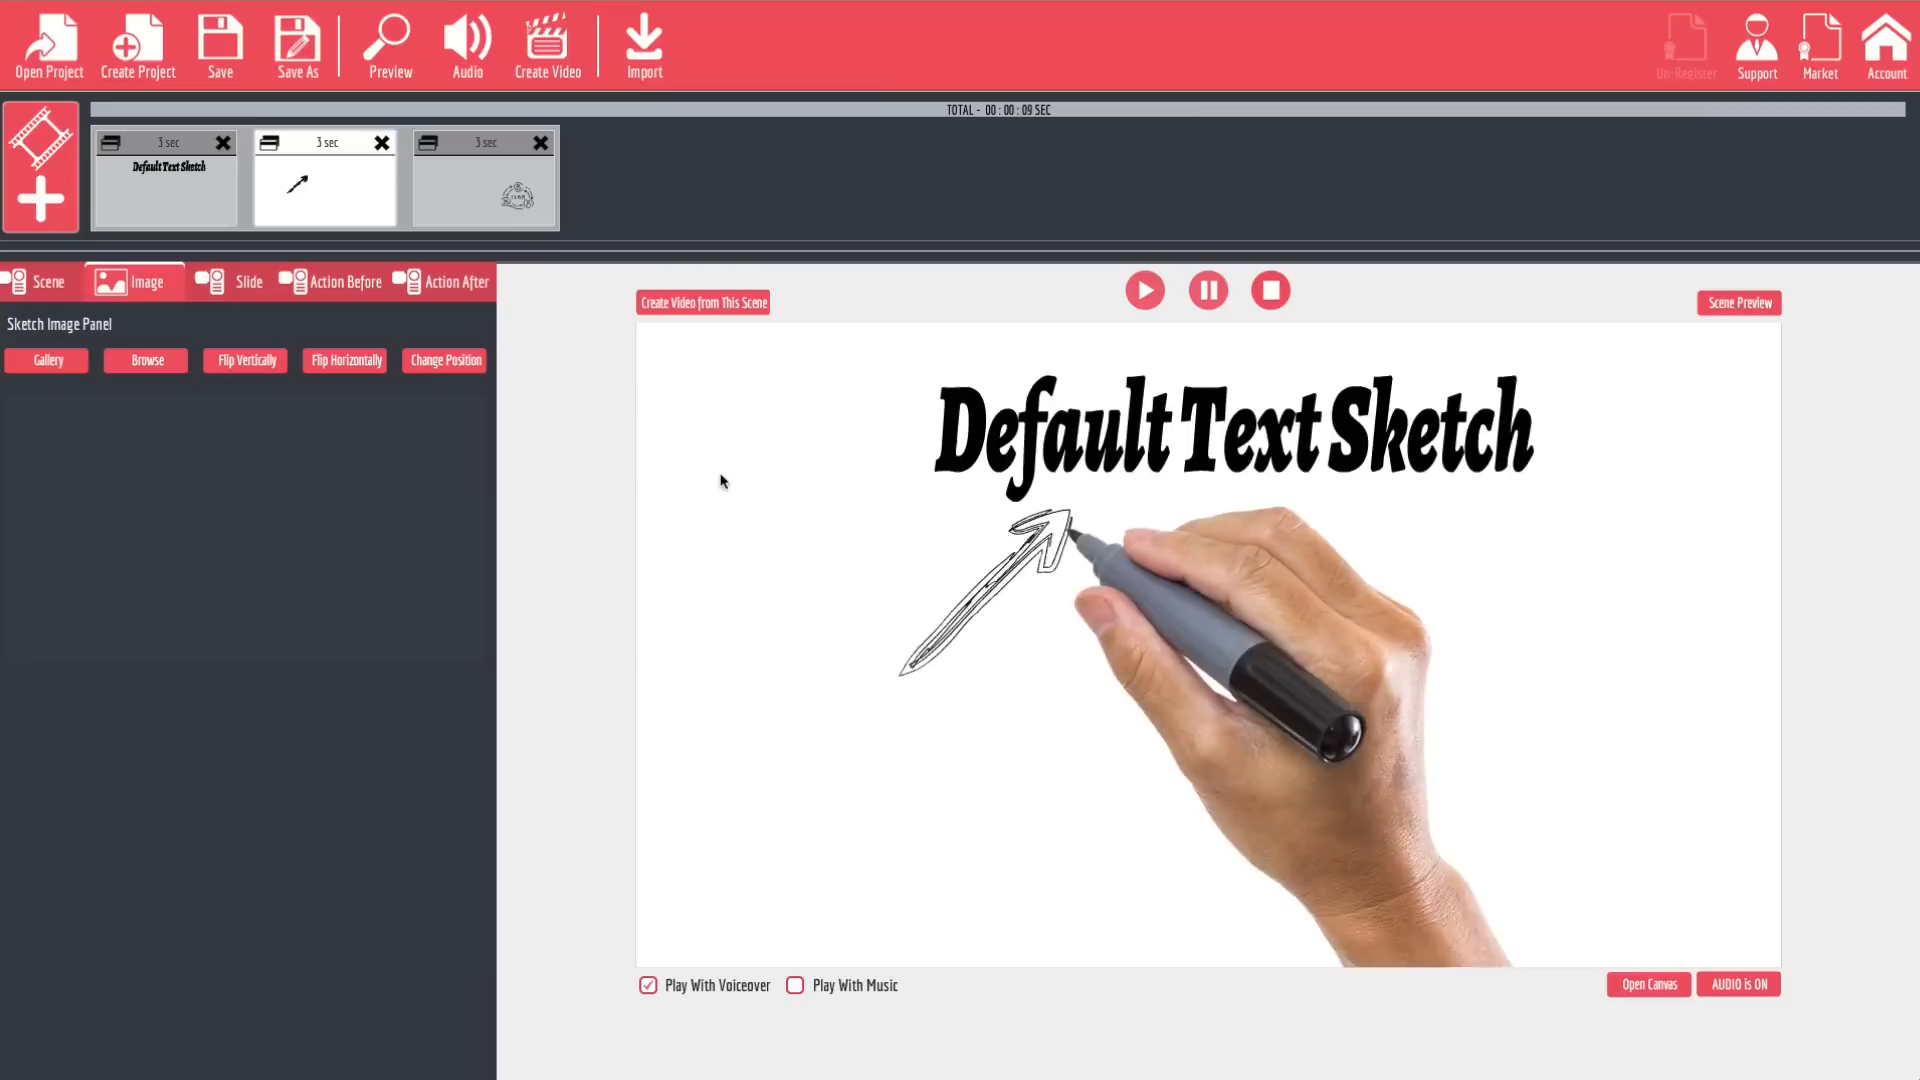 Open Project Create Project Save Save As Preview Audio Create Video Import Un-Register Support Market Account
TOTAL - 00 : 00 : 09 SEC
3 sec 3 sec 3 sec
Default Text Sketch
Scene Image Slide Action Before Action After
Sketch Image Panel
Gallery Browse Flip Vertically Flip Horizontally Change Position
Create Video from This Scene
Scene Preview
Default Text Sketch
Play With Voiceover Play With Music
Open Canvas AUDIO is ON